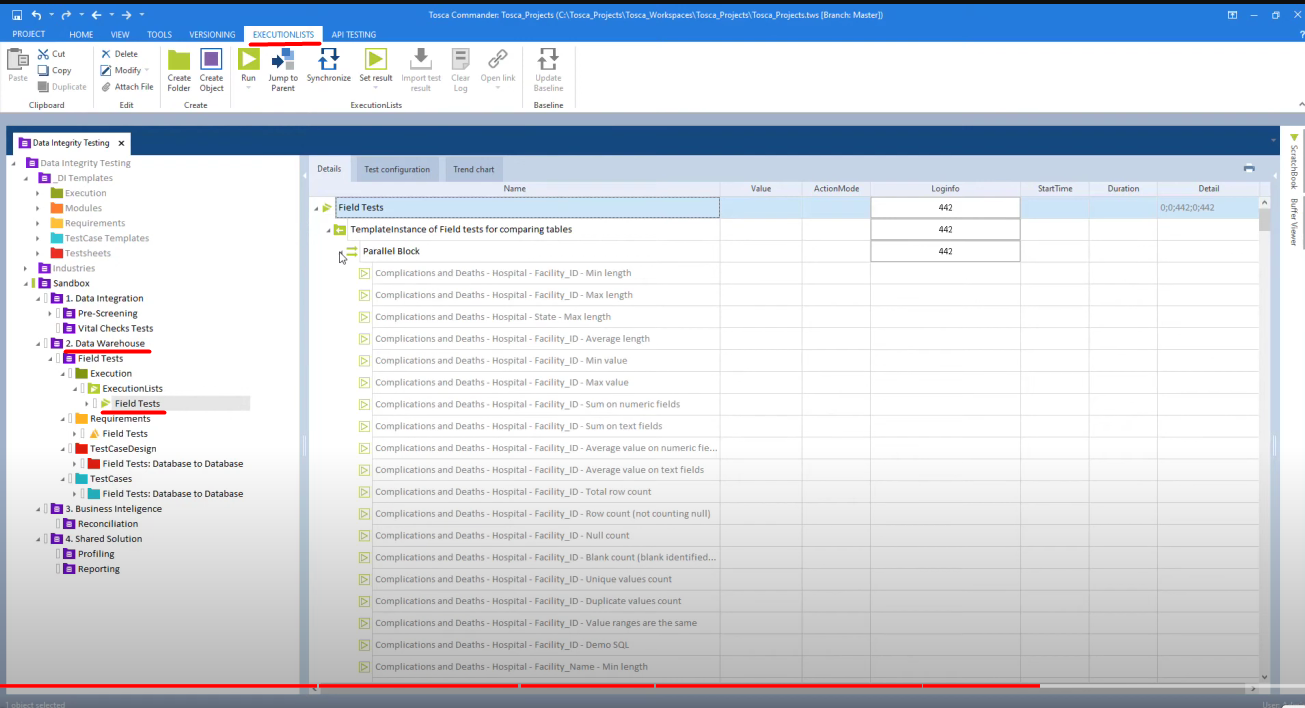 Tosca Commander: Tosca_Projects (C:\Tosca_Projects\Tosca_Workspaces\Tosca_Projects\Tosca_Projects.tws [Branch: Master])
PROJECT HOME VIEW TOOLS VERSIONING EXECUTIONLISTS API TESTING
Paste
Cut
Copy
Duplicate
Clipboard
Delete
Modify
Attach File
Edit
Create Folder
Create Object
Create
Run
Jump to Parent
Synchronize
Set result
Import test result
Clear Log
Open link
ExecutionLists
Update Baseline
Baseline
Data Integrity Testing
Data Integrity Testing
_DI Templates
Execution
Modules
Requirements
TestCase Templates
Testsheets
Industries
Sandbox
1. Data Integration
Pre-Screening
Vital Checks Tests
2. Data Warehouse
Field Tests
Execution
ExecutionLists
Field Tests
Requirements
Field Tests
TestCaseDesign
Field Tests: Database to Database
TestCases
Field Tests: Database to Database
3. Business Inteligence
Reconciliation
4. Shared Solution
Profiling
Reporting
Details Test configuration Trend chart
Name Value ActionMode Loginfo StartTime Duration Detail
Field Tests 442 0;0;442;0;442
TemplateInstance of Field tests for comparing tables 442
Parallel Block 442
Complications and Deaths - Hospital - Facility_ID - Min length
Complications and Deaths - Hospital - Facility_ID - Max length
Complications and Deaths - Hospital - State - Max length
Complications and Deaths - Hospital - Facility_ID - Average length
Complications and Deaths - Hospital - Facility_ID - Min value
Complications and Deaths - Hospital - Facility_ID - Max value
Complications and Deaths - Hospital - Facility_ID - Sum on numeric fields
Complications and Deaths - Hospital - Facility_ID - Sum on text fields
Complications and Deaths - Hospital - Facility_ID - Average value on numeric fie...
Complications and Deaths - Hospital - Facility_ID - Average value on text fields
Complications and Deaths - Hospital - Facility_ID - Total row count
Complications and Deaths - Hospital - Facility_ID - Row count (not counting null)
Complications and Deaths - Hospital - Facility_ID - Null count
Complications and Deaths - Hospital - Facility_ID - Blank count (blank identified...
Complications and Deaths - Hospital - Facility_ID - Unique values count
Complications and Deaths - Hospital - Facility_ID - Duplicate values count
Complications and Deaths - Hospital - Facility_ID - Value ranges are the same
Complications and Deaths - Hospital - Facility_ID - Demo SQL
Complications and Deaths - Hospital - Facility_Name - Min length
ScratchBook
Buffer Viewer
1 object selected